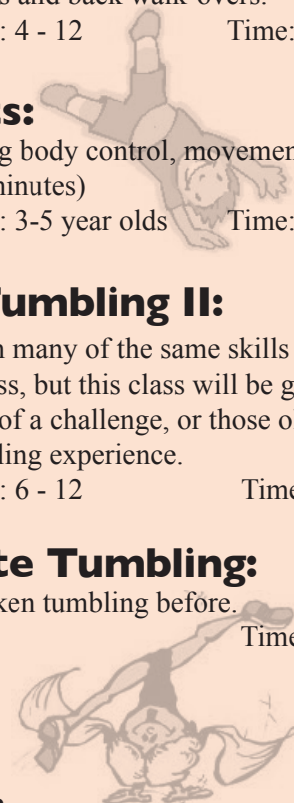 s and back walk-overs.
: 4 - 12 Time:
ts:
g body control, movemen
minutes)
: 3-5 year olds Time:
Tumbling II:
n many of the same skills
ss, but this class will be g
of a challenge, or those o
ling experience.
: 6 - 12 Time
te Tumbling:
ken tumbling before.
Time